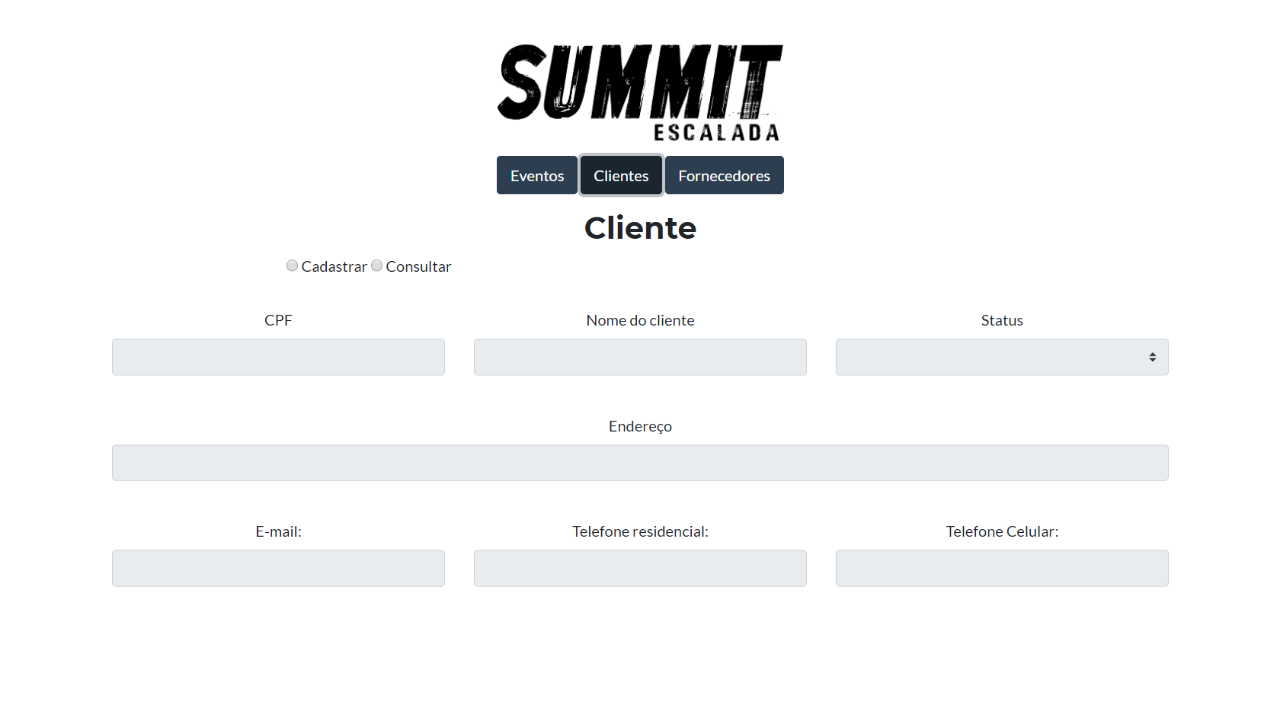 SUMMIT
ESCALADA
Eventos Clientes Fornecedores
Cliente
Cadastrar Consultar
CPF Nome do cliente Status
Endereço
E-mail: Telefone residencial: Telefone Celular: